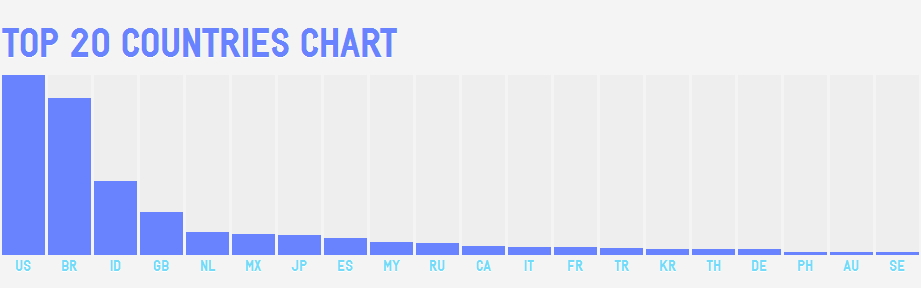 TOP 20 COUNTRIES CHART
US BR ID GB NL MX JP ES MY RU CA IT FR TR KR TH DE PH AU SE